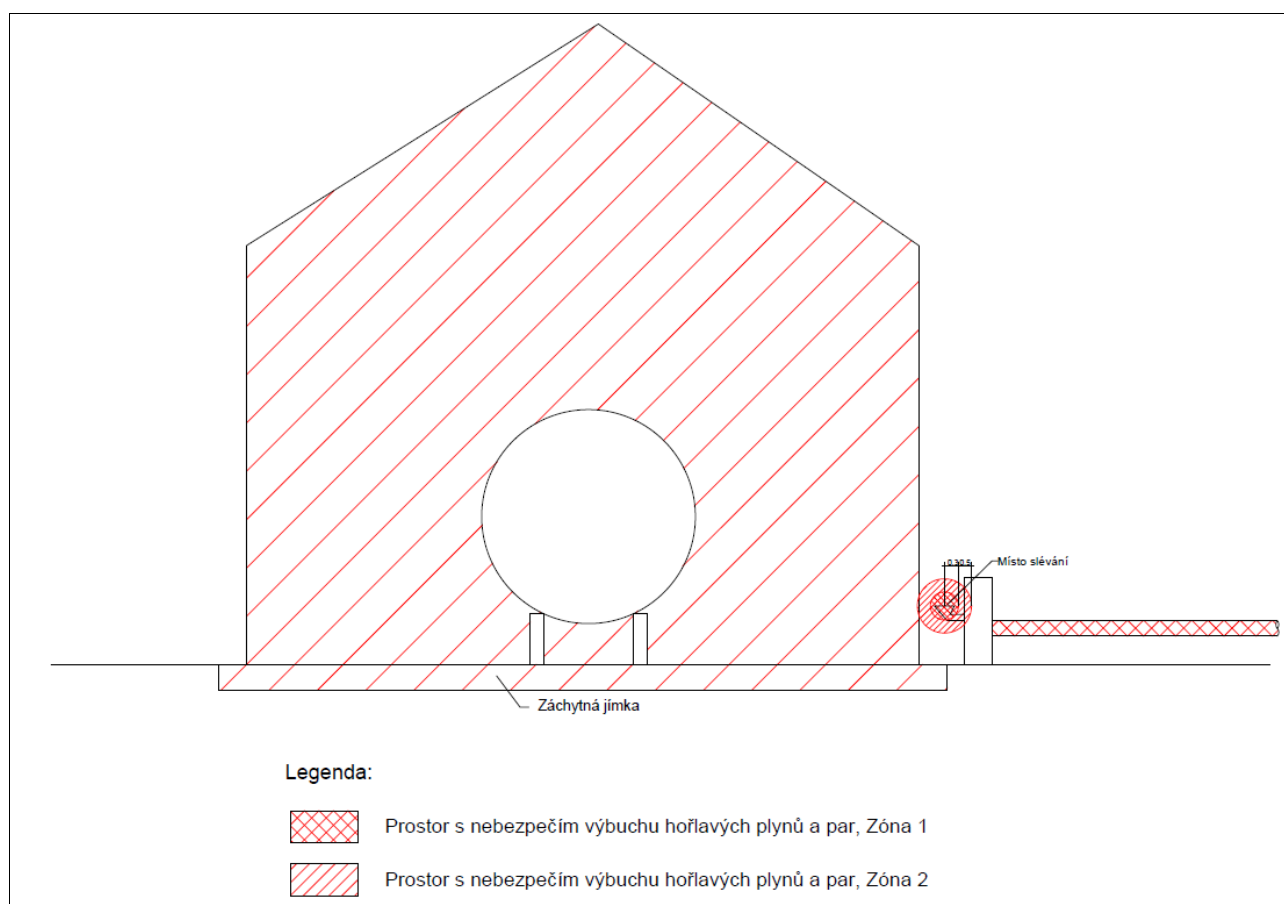 Místo slévání
Záchytná jímka
Legenda:
Prostor s nebezpečím výbuchu hořlavých plynů a par, Zóna 1
Prostor s nebezpečím výbuchu hořlavých plynů a par, Zóna 2